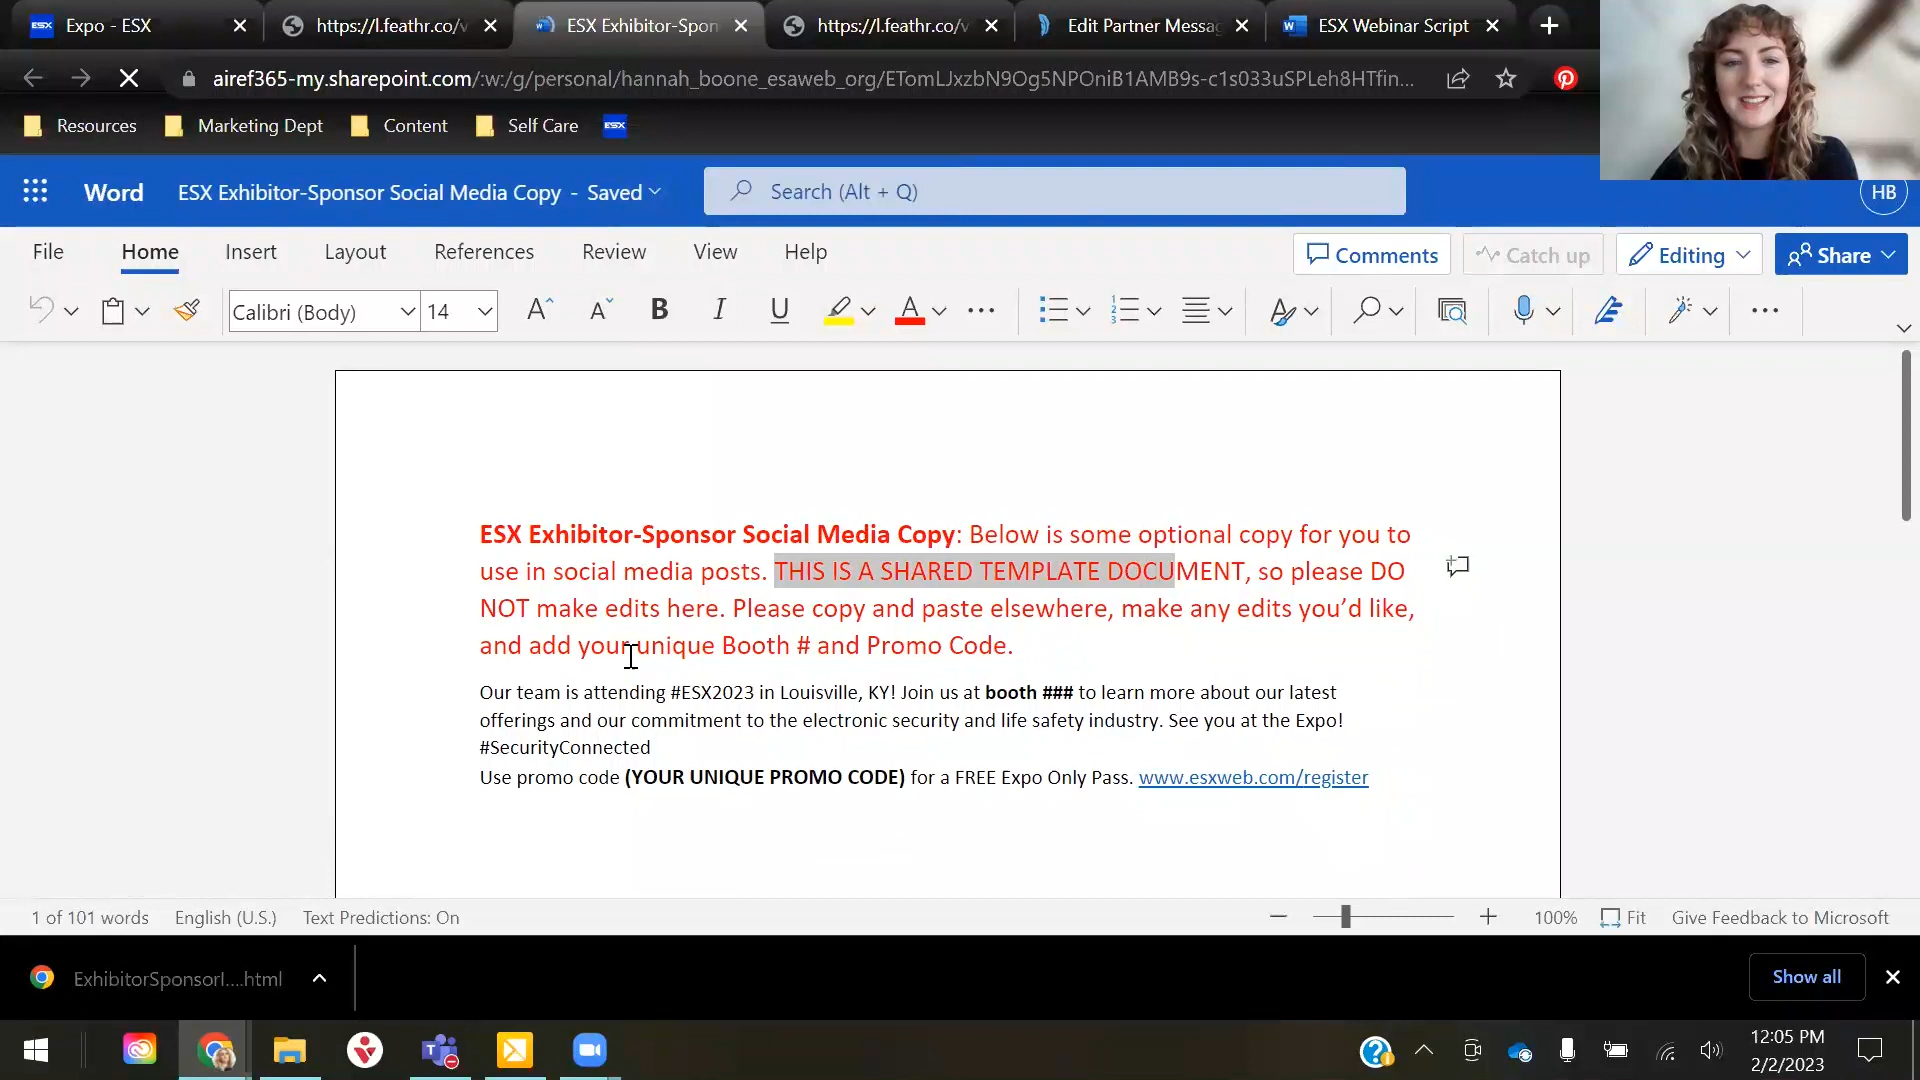 ESX Expo - ESX
https://l.feathr.co/v
ESX Exhibitor-Spon
https://l.feathr.co/v
Edit Partner Messag
ESX Webinar Script
airef365-my.sharepoint.com/:w:/g/personal/hannah_boone_esaweb_org/ETomLJxzbN9Og5NPOniB1AMB9s-c1s033uSPLeh8HTfin...
Resources
Marketing Dept
Content
Self Care
ESX
Word
ESX Exhibitor-Sponsor Social Media Copy - Saved
Search (Alt + Q)
HB
File
Home
Insert
Layout
References
Review
View
Help
Comments
Catch up
Editing
Share
Calibri (Body)
14
ESX Exhibitor-Sponsor Social Media Copy: Below is some optional copy for you to
use in social media posts. THIS IS A SHARED TEMPLATE DOCUMENT, so please DO
NOT make edits here. Please copy and paste elsewhere, make any edits you’d like,
and add your unique Booth # and Promo Code.
Our team is attending #ESX2023 in Louisville, KY! Join us at booth ### to learn more about our latest
offerings and our commitment to the electronic security and life safety industry. See you at the Expo!
#SecurityConnected
Use promo code (YOUR UNIQUE PROMO CODE) for a FREE Expo Only Pass. www.esxweb.com/register
1 of 101 words
English (U.S.)
Text Predictions: On
100%
Fit
Give Feedback to Microsoft
ExhibitorSponsorI....html
Show all
12:05 PM
2/2/2023